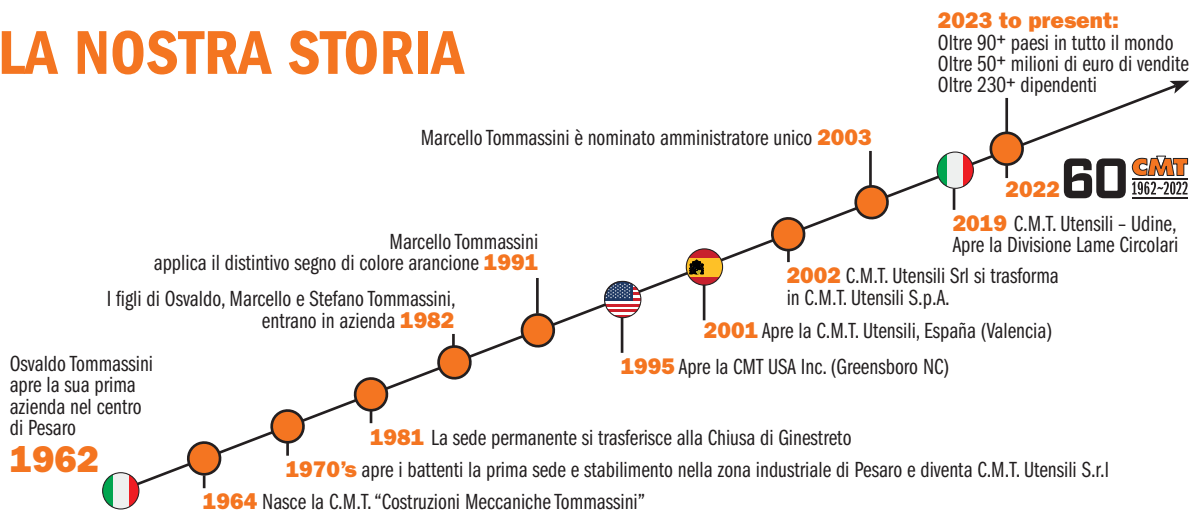 LA NOSTRA STORIA
2023 to present:
Oltre 90+ paesi in tutto il mondo
Oltre 50+ milioni di euro di vendite
Oltre 230+ dipendenti
Marcello Tommassini è nominato amministratore unico 2003
2022 60 CMT
1962~2022
2019 C.M.T. Utensili – Udine,
Apre la Divisione Lame Circolari
Marcello Tommassini
applica il distintivo segno di colore arancione 1991
2002 C.M.T. Utensili Srl si trasforma
in C.M.T. Utensili S.p.A.
I figli di Osvaldo, Marcello e Stefano Tommassini,
entrano in azienda 1982
2001 Apre la C.M.T. Utensili, España (Valencia)
1995 Apre la CMT USA Inc. (Greensboro NC)
Osvaldo Tommassini
apre la sua prima
azienda nel centro
di Pesaro
1962
1981 La sede permanente si trasferisce alla Chiusa di Ginestreto
1970's apre i battenti la prima sede e stabilimento nella zona industriale di Pesaro e diventa C.M.T. Utensili S.r.l
1964 Nasce la C.M.T. “Costruzioni Meccaniche Tommassini”